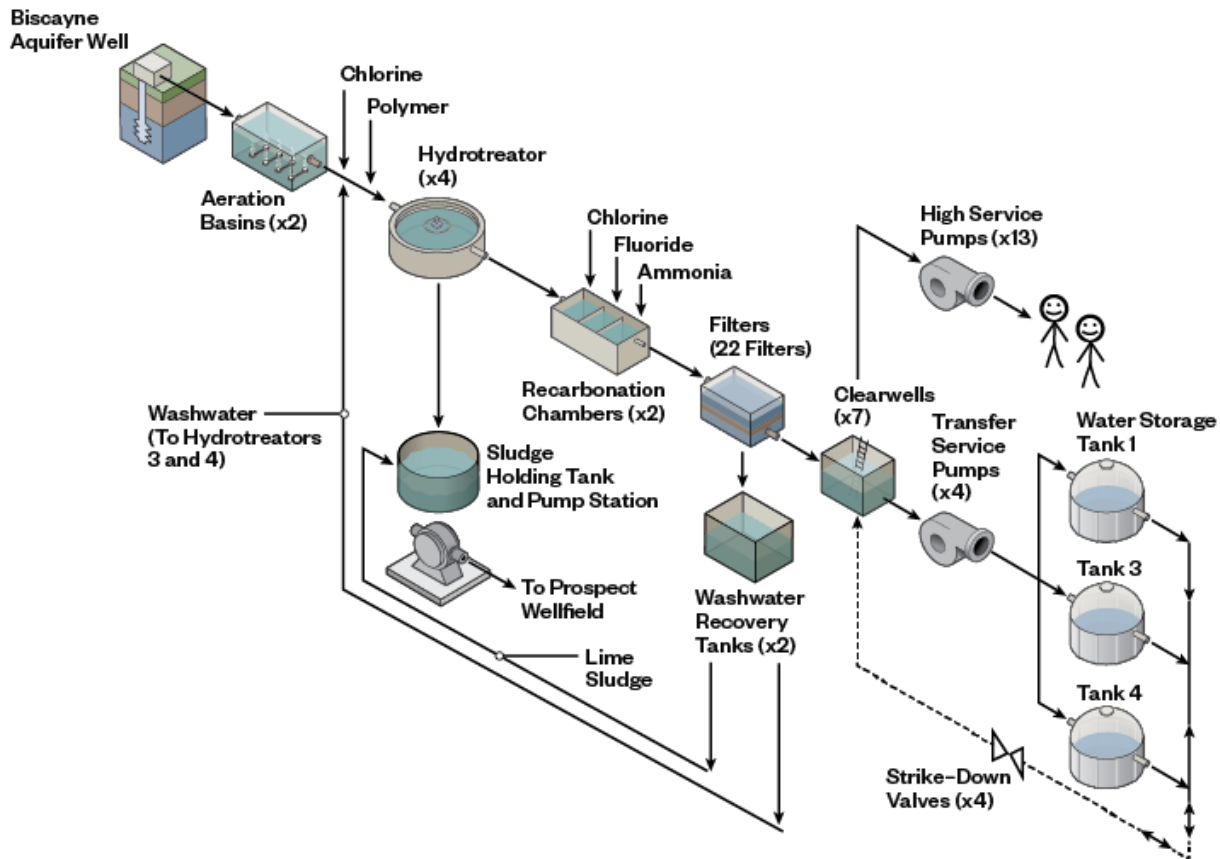 Biscayne
Aquifer Well
Chlorine
Polymer
Aeration
Basins (x2)
Hydrotreator
(x4)
Chlorine
Fluoride
Ammonia
Recarbonation
Chambers (x2)
Filters
(22 Filters)
High Service
Pumps (x13)
Clearwells
(x7)
Transfer
Service
Pumps
(x4)
Water Storage
Tank 1
Tank 3
Tank 4
Washwater
(To Hydrotreators
3 and 4)
Sludge
Holding Tank
and Pump Station
To Prospect
Wellfield
Lime
Sludge
Washwater
Recovery
Tanks (x2)
Strike-Down
Valves (x4)